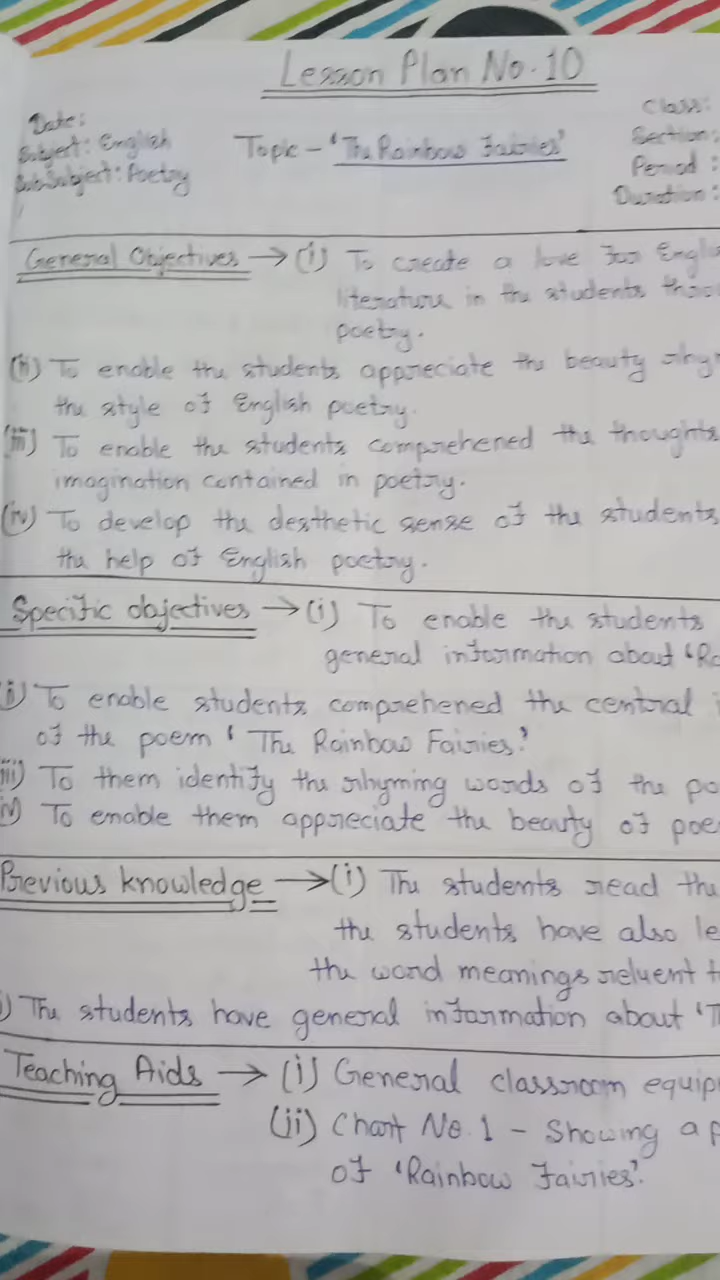 Lesson Plan No. 10
Date:
Subject: English
Sub Subject: Poetry
Topic - 'The Rainbow Fairies'
Class:
Section:
Period :
Duration:
General Objectives → (i) To create a love for Engli
literature in the students thro
poetry.
(ii) To enable the students appreciate the beauty rhy
the style of English poetry.
(iii) To enable the students comprehened the thoughts
imagination contained in poetry.
(iv) To develop the desthetic sense of the students
the help of English poetry.
Specific objectives → (i) To enable the students
general information about 'Ra
i) To enable students comprehened the central i
of the poem ' The Rainbow Fairies.'
iii) To them identify the rhyming words of the po
v) To enable them appreciate the beauty of poe
Previous knowledge → (i) The students read the
the students have also le
the word meanings reluent t
i) The students have general information about 'T
Teaching Aids → (i) General classroom equip
(ii) Chart No. 1 - Showing a p
of 'Rainbow Fairies'.